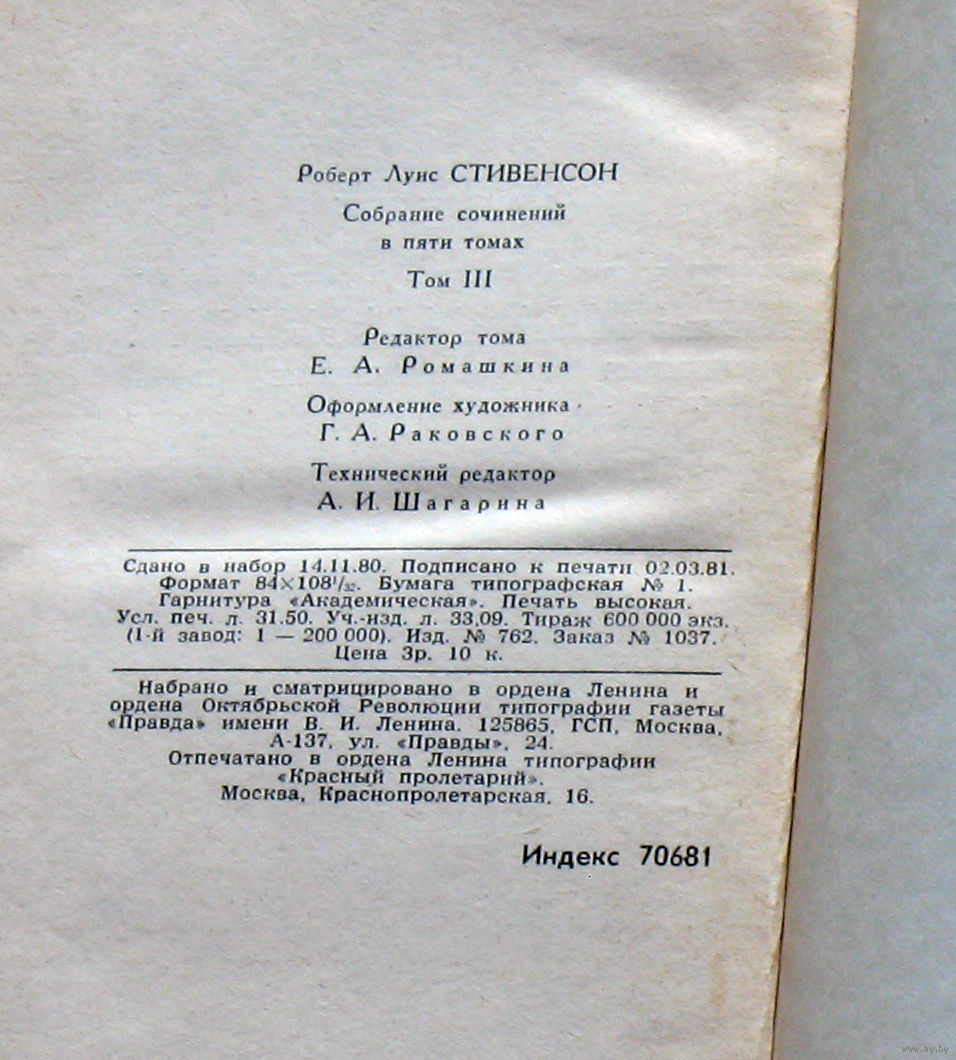 Роберт Луис СТИВЕНСОН
Собрание сочинений
в пяти томах
Том III
Редактор тома
Е. А. Ромашкина
Оформление художника
Г. А. Раковского
Технический редактор
А. И. Шагарина
Сдано в набор 14.11.80. Подписано к печати 02.03.81.
Формат 84×108¹/₃₂. Бумага типографская № 1.
Гарнитура «Академическая». Печать высокая.
Усл. печ. л. 31.50. Уч.-изд. л. 33,09. Тираж 600 000 экз.
(1-й завод: 1 — 200 000). Изд. № 762. Заказ № 1037.
Цена 3р. 10 к.
Набрано и сматрицировано в ордена Ленина и
ордена Октябрьской Революции типографии газеты
«Правда» имени В. И. Ленина. 125865, ГСП, Москва,
А-137, ул. «Правды», 24.
Отпечатано в ордена Ленина типографии
«Красный пролетарий».
Москва, Краснопролетарская, 16.
Индекс 70681
www.ay.by